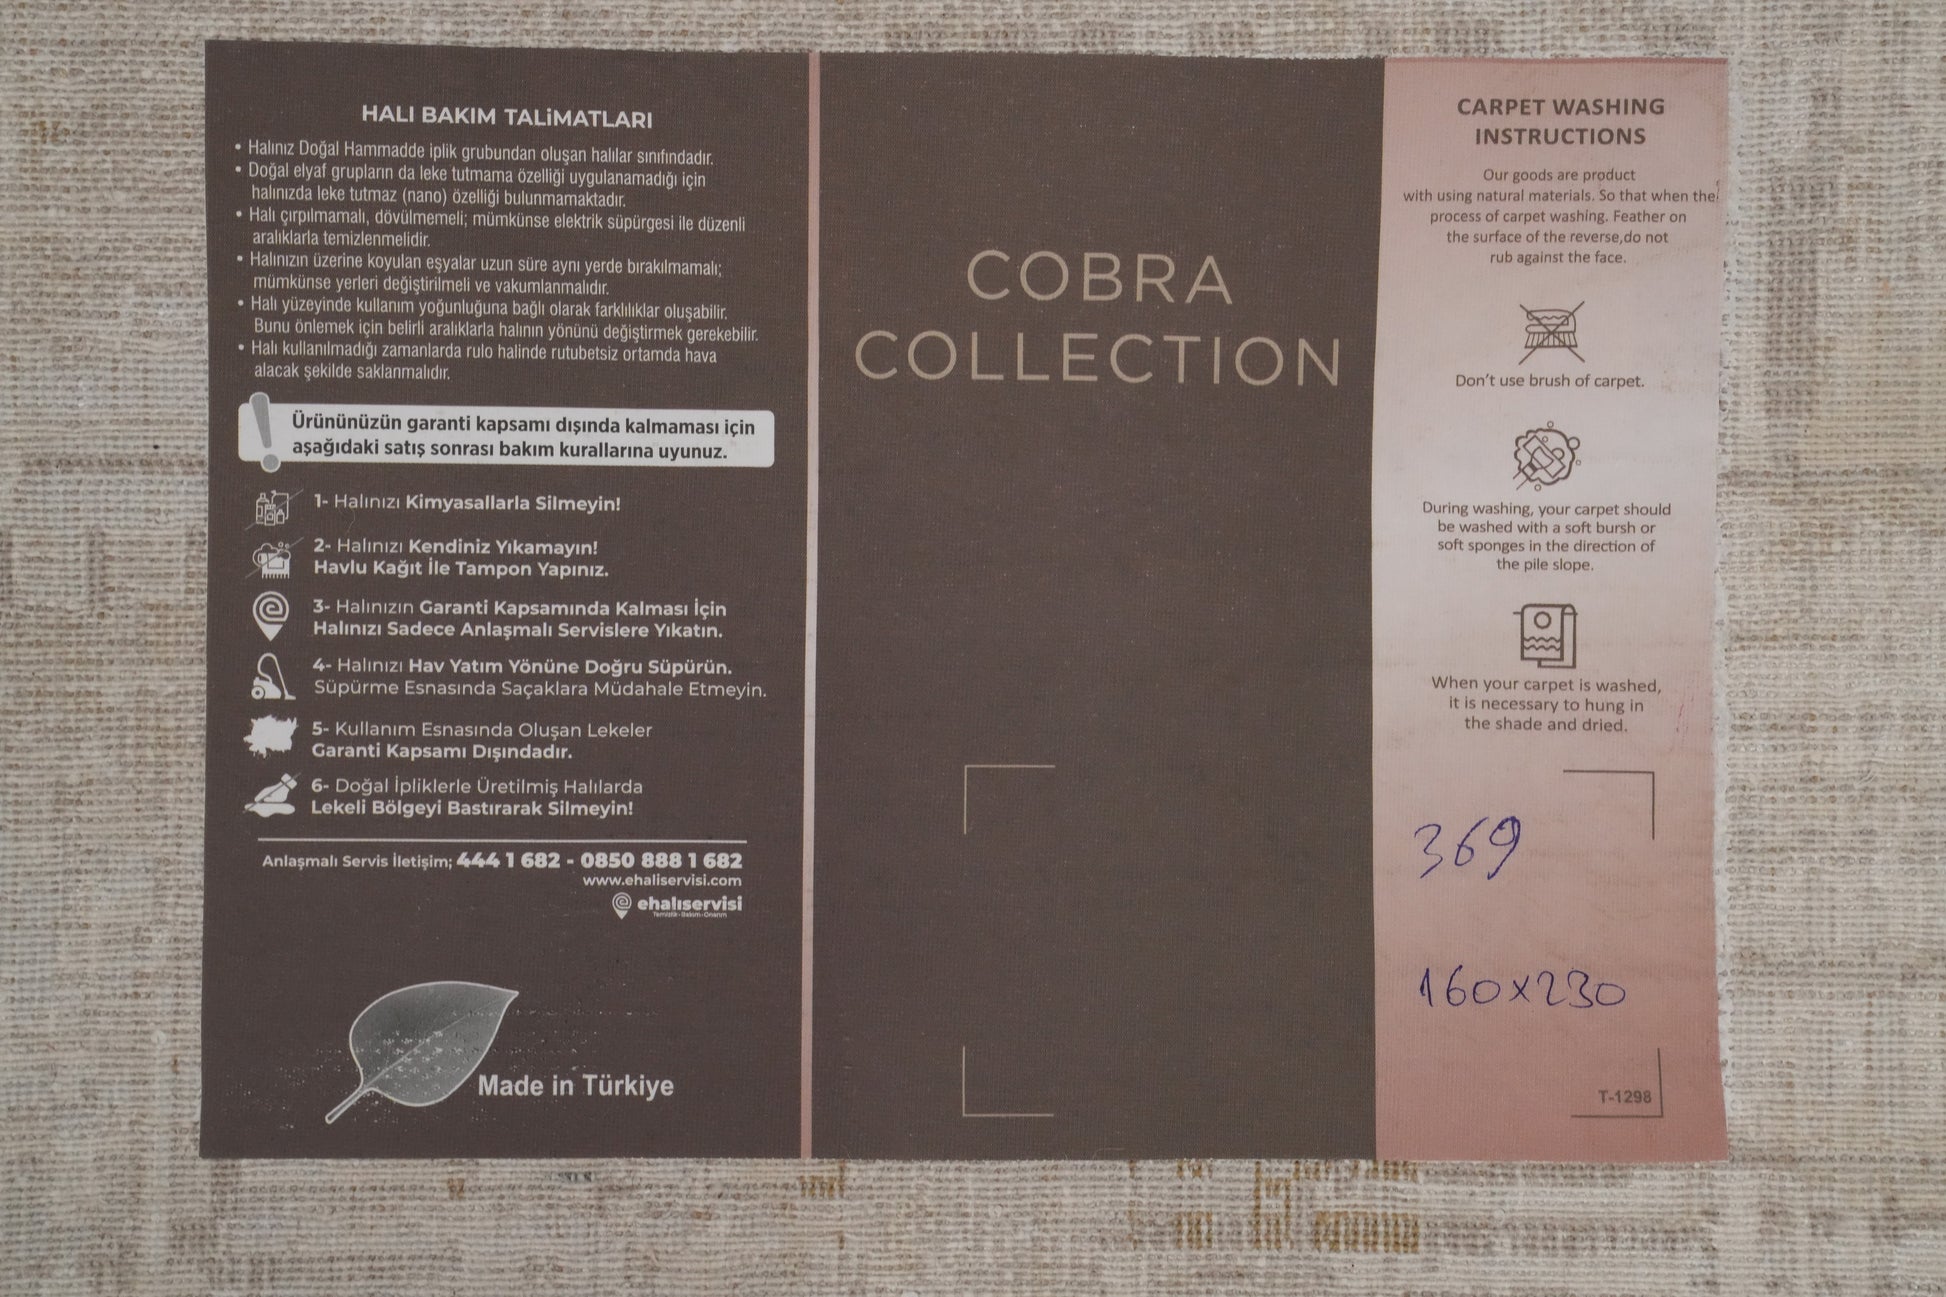 HALI BAKIM TALiMATLARI
• Halınız Doğal Hammadde iplik grubundan oluşan halılar sınıfındadır.
• Doğal elyaf grupların da leke tutmama özelliği uygulanamadığı için
halınızda leke tutmaz (nano) özelliği bulunmamaktadır.
• Halı çırpılmamalı, dövülmemeli; mümkünse elektrik süpürgesi ile düzenli
aralıklarla temizlenmelidir.
• Halınızın üzerine koyulan eşyalar uzun süre aynı yerde bırakılmamalı;
mümkünse yerleri değiştirilmeli ve vakumlanmalıdır.
• Halı yüzeyinde kullanım yoğunluğuna bağlı olarak farklılıklar oluşabilir.
Bunu önlemek için belirli aralıklarla halının yönünü değiştirmek gerekebilir.
• Halı kullanılmadığı zamanlarda rulo halinde rutubetsiz ortamda hava
alacak şekilde saklanmalıdır.
Ürününüzün garanti kapsamı dışında kalmaması için
aşağıdaki satış sonrası bakım kurallarına uyunuz.
1- Halınızı Kimyasallarla Silmeyin!
2- Halınızı Kendiniz Yıkamayın!
Havlu Kağıt İle Tampon Yapınız.
3- Halınızın Garanti Kapsamında Kalması İçin
Halınızı Sadece Anlaşmalı Servislere Yıkatın.
4- Halınızı Hav Yatım Yönüne Doğru Süpürün.
Süpürme Esnasında Saçaklara Müdahale Etmeyin.
5- Kullanım Esnasında Oluşan Lekeler
Garanti Kapsamı Dışındadır.
6- Doğal İpliklerle Üretilmiş Halılarda
Lekeli Bölgeyi Bastırarak Silmeyin!
Anlaşmalı Servis İletişim; 444 1 682 - 0850 888 1 682
www.ehaliservisi.com
ehalıservisi
Temizlik-Bakım-Onarım
Made in Türkiye
COBRA
COLLECTION
CARPET WASHING
INSTRUCTIONS
Our goods are product
with using natural materials. So that when the
process of carpet washing. Feather on
the surface of the reverse,do not
rub against the face.
Don't use brush of carpet.
During washing, your carpet should
be washed with a soft bursh or
soft sponges in the direction of
the pile slope.
When your carpet is washed,
it is necessary to hung in
the shade and dried.
369
160x230
T-1298